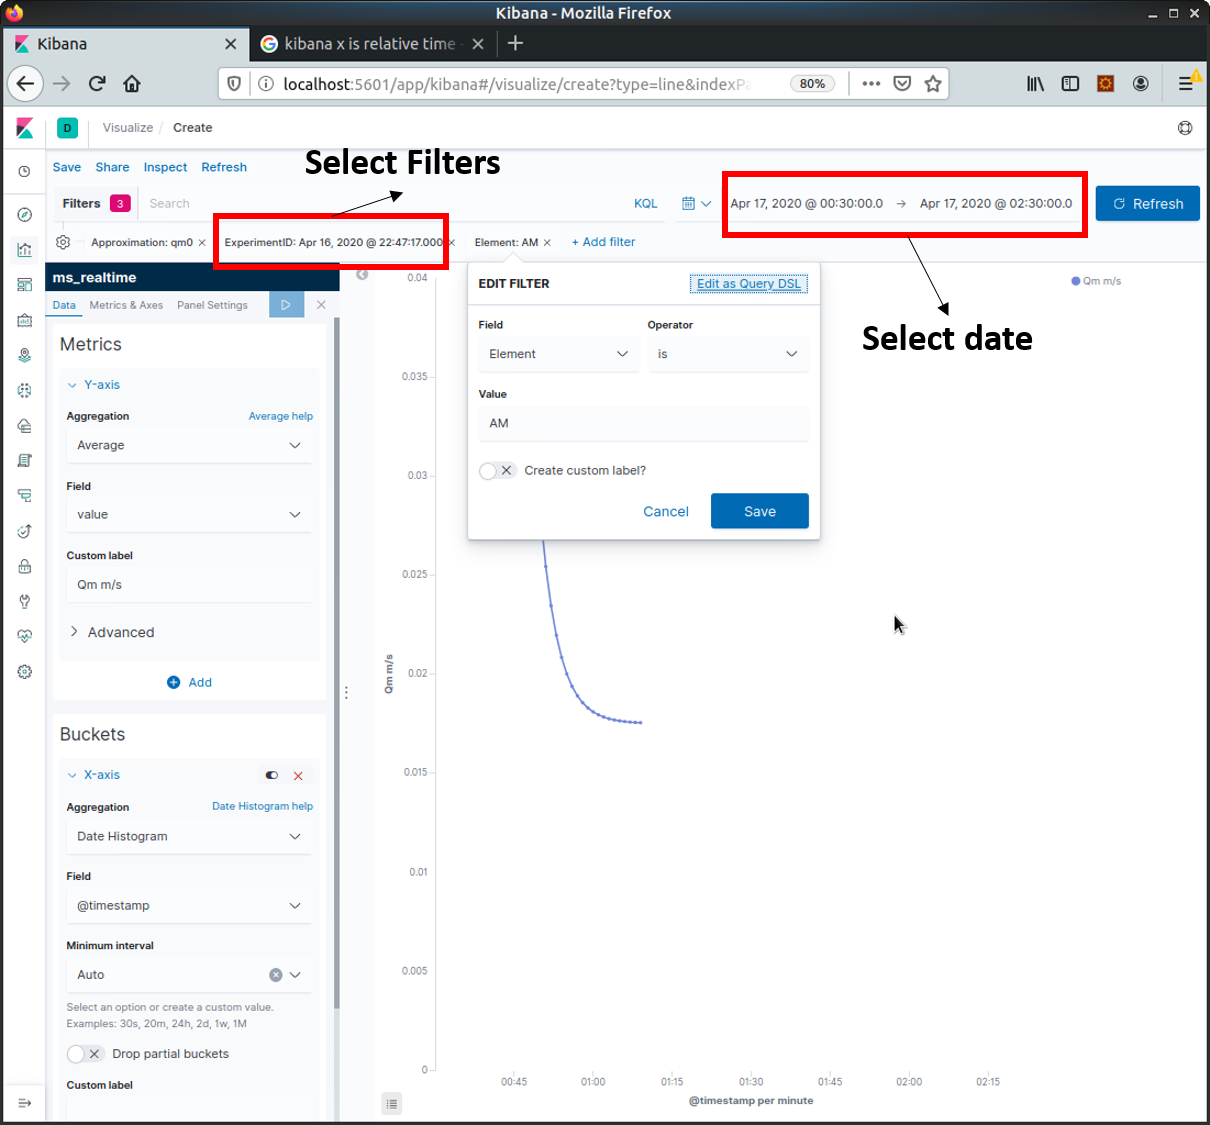 Kibana - Mozilla Firefox
Kibana
kibana x is relative time -
localhost:5601/app/kibana#/visualize/create?type=line&indexPa
80%
D
Visualize / Create
Save Share Inspect Refresh
Select Filters
Filters 3
Search
KQL
Apr 17, 2020 @ 00:30:00.0 → Apr 17, 2020 @ 02:30:00.0
Refresh
Approximation: qm0 ×
ExperimentID: Apr 16, 2020 @ 22:47:17.000 ×
Element: AM ×
+ Add filter
ms_realtime
Data Metrics & Axes Panel Settings
Metrics
Y-axis
Aggregation Average help
Average
Field
value
Custom label
Qm m/s
Advanced
Add
Buckets
X-axis
Aggregation Date Histogram help
Date Histogram
Field
@timestamp
Minimum interval
Auto
Select an option or create a custom value.
Examples: 30s, 20m, 24h, 2d, 1w, 1M
Drop partial buckets
Custom label
EDIT FILTER Edit as Query DSL
Field Operator
Element is
Value
AM
Create custom label?
Cancel Save
Select date
Qm m/s
0.04
0.035
0.03
0.025
0.02
0.015
0.01
0.005
0
Qm m/s
00:45 01:00 01:15 01:30 01:45 02:00 02:15
@timestamp per minute